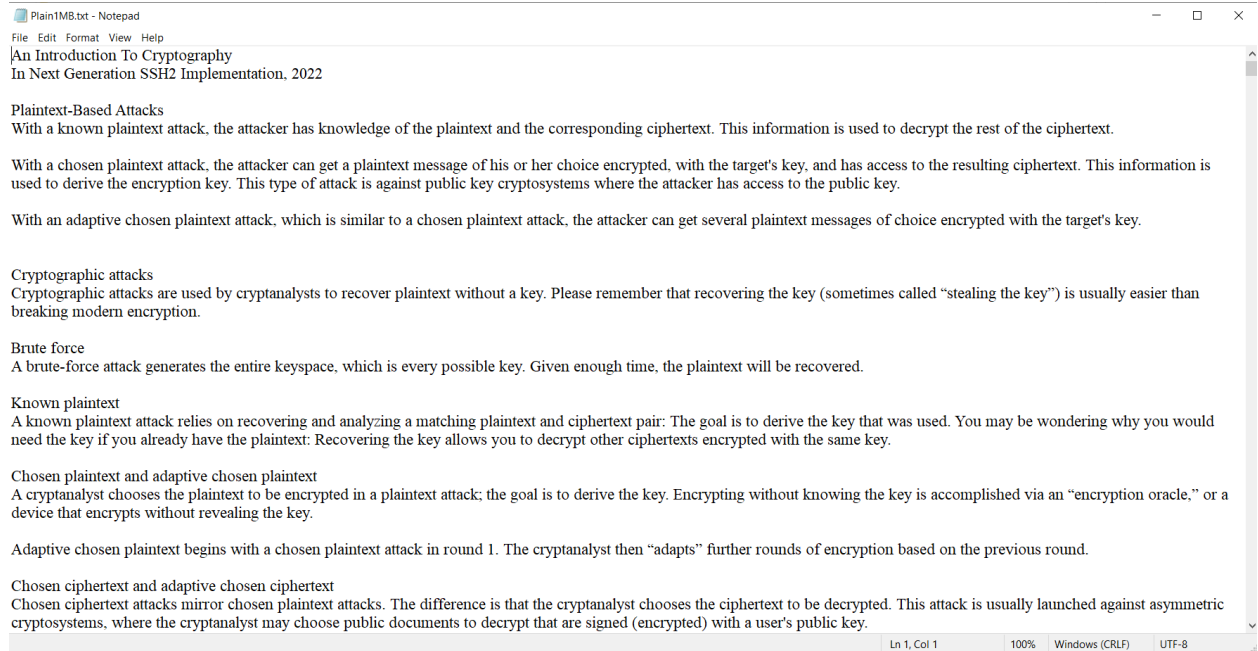 Plain1MB.txt - Notepad
File Edit Format View Help
An Introduction To Cryptography
In Next Generation SSH2 Implementation, 2022
Plaintext-Based Attacks
With a known plaintext attack, the attacker has knowledge of the plaintext and the corresponding ciphertext. This information is used to decrypt the rest of the ciphertext.
With a chosen plaintext attack, the attacker can get a plaintext message of his or her choice encrypted, with the target's key, and has access to the resulting ciphertext. This information is
used to derive the encryption key. This type of attack is against public key cryptosystems where the attacker has access to the public key.
With an adaptive chosen plaintext attack, which is similar to a chosen plaintext attack, the attacker can get several plaintext messages of choice encrypted with the target's key.
Cryptographic attacks
Cryptographic attacks are used by cryptanalysts to recover plaintext without a key. Please remember that recovering the key (sometimes called “stealing the key”) is usually easier than
breaking modern encryption.
Brute force
A brute-force attack generates the entire keyspace, which is every possible key. Given enough time, the plaintext will be recovered.
Known plaintext
A known plaintext attack relies on recovering and analyzing a matching plaintext and ciphertext pair: The goal is to derive the key that was used. You may be wondering why you would
need the key if you already have the plaintext: Recovering the key allows you to decrypt other ciphertexts encrypted with the same key.
Chosen plaintext and adaptive chosen plaintext
A cryptanalyst chooses the plaintext to be encrypted in a plaintext attack; the goal is to derive the key. Encrypting without knowing the key is accomplished via an “encryption oracle,” or a
device that encrypts without revealing the key.
Adaptive chosen plaintext begins with a chosen plaintext attack in round 1. The cryptanalyst then “adapts” further rounds of encryption based on the previous round.
Chosen ciphertext and adaptive chosen ciphertext
Chosen ciphertext attacks mirror chosen plaintext attacks. The difference is that the cryptanalyst chooses the ciphertext to be decrypted. This attack is usually launched against asymmetric
cryptosystems, where the cryptanalyst may choose public documents to decrypt that are signed (encrypted) with a user's public key.
Ln 1, Col 1 100% Windows (CRLF) UTF-8